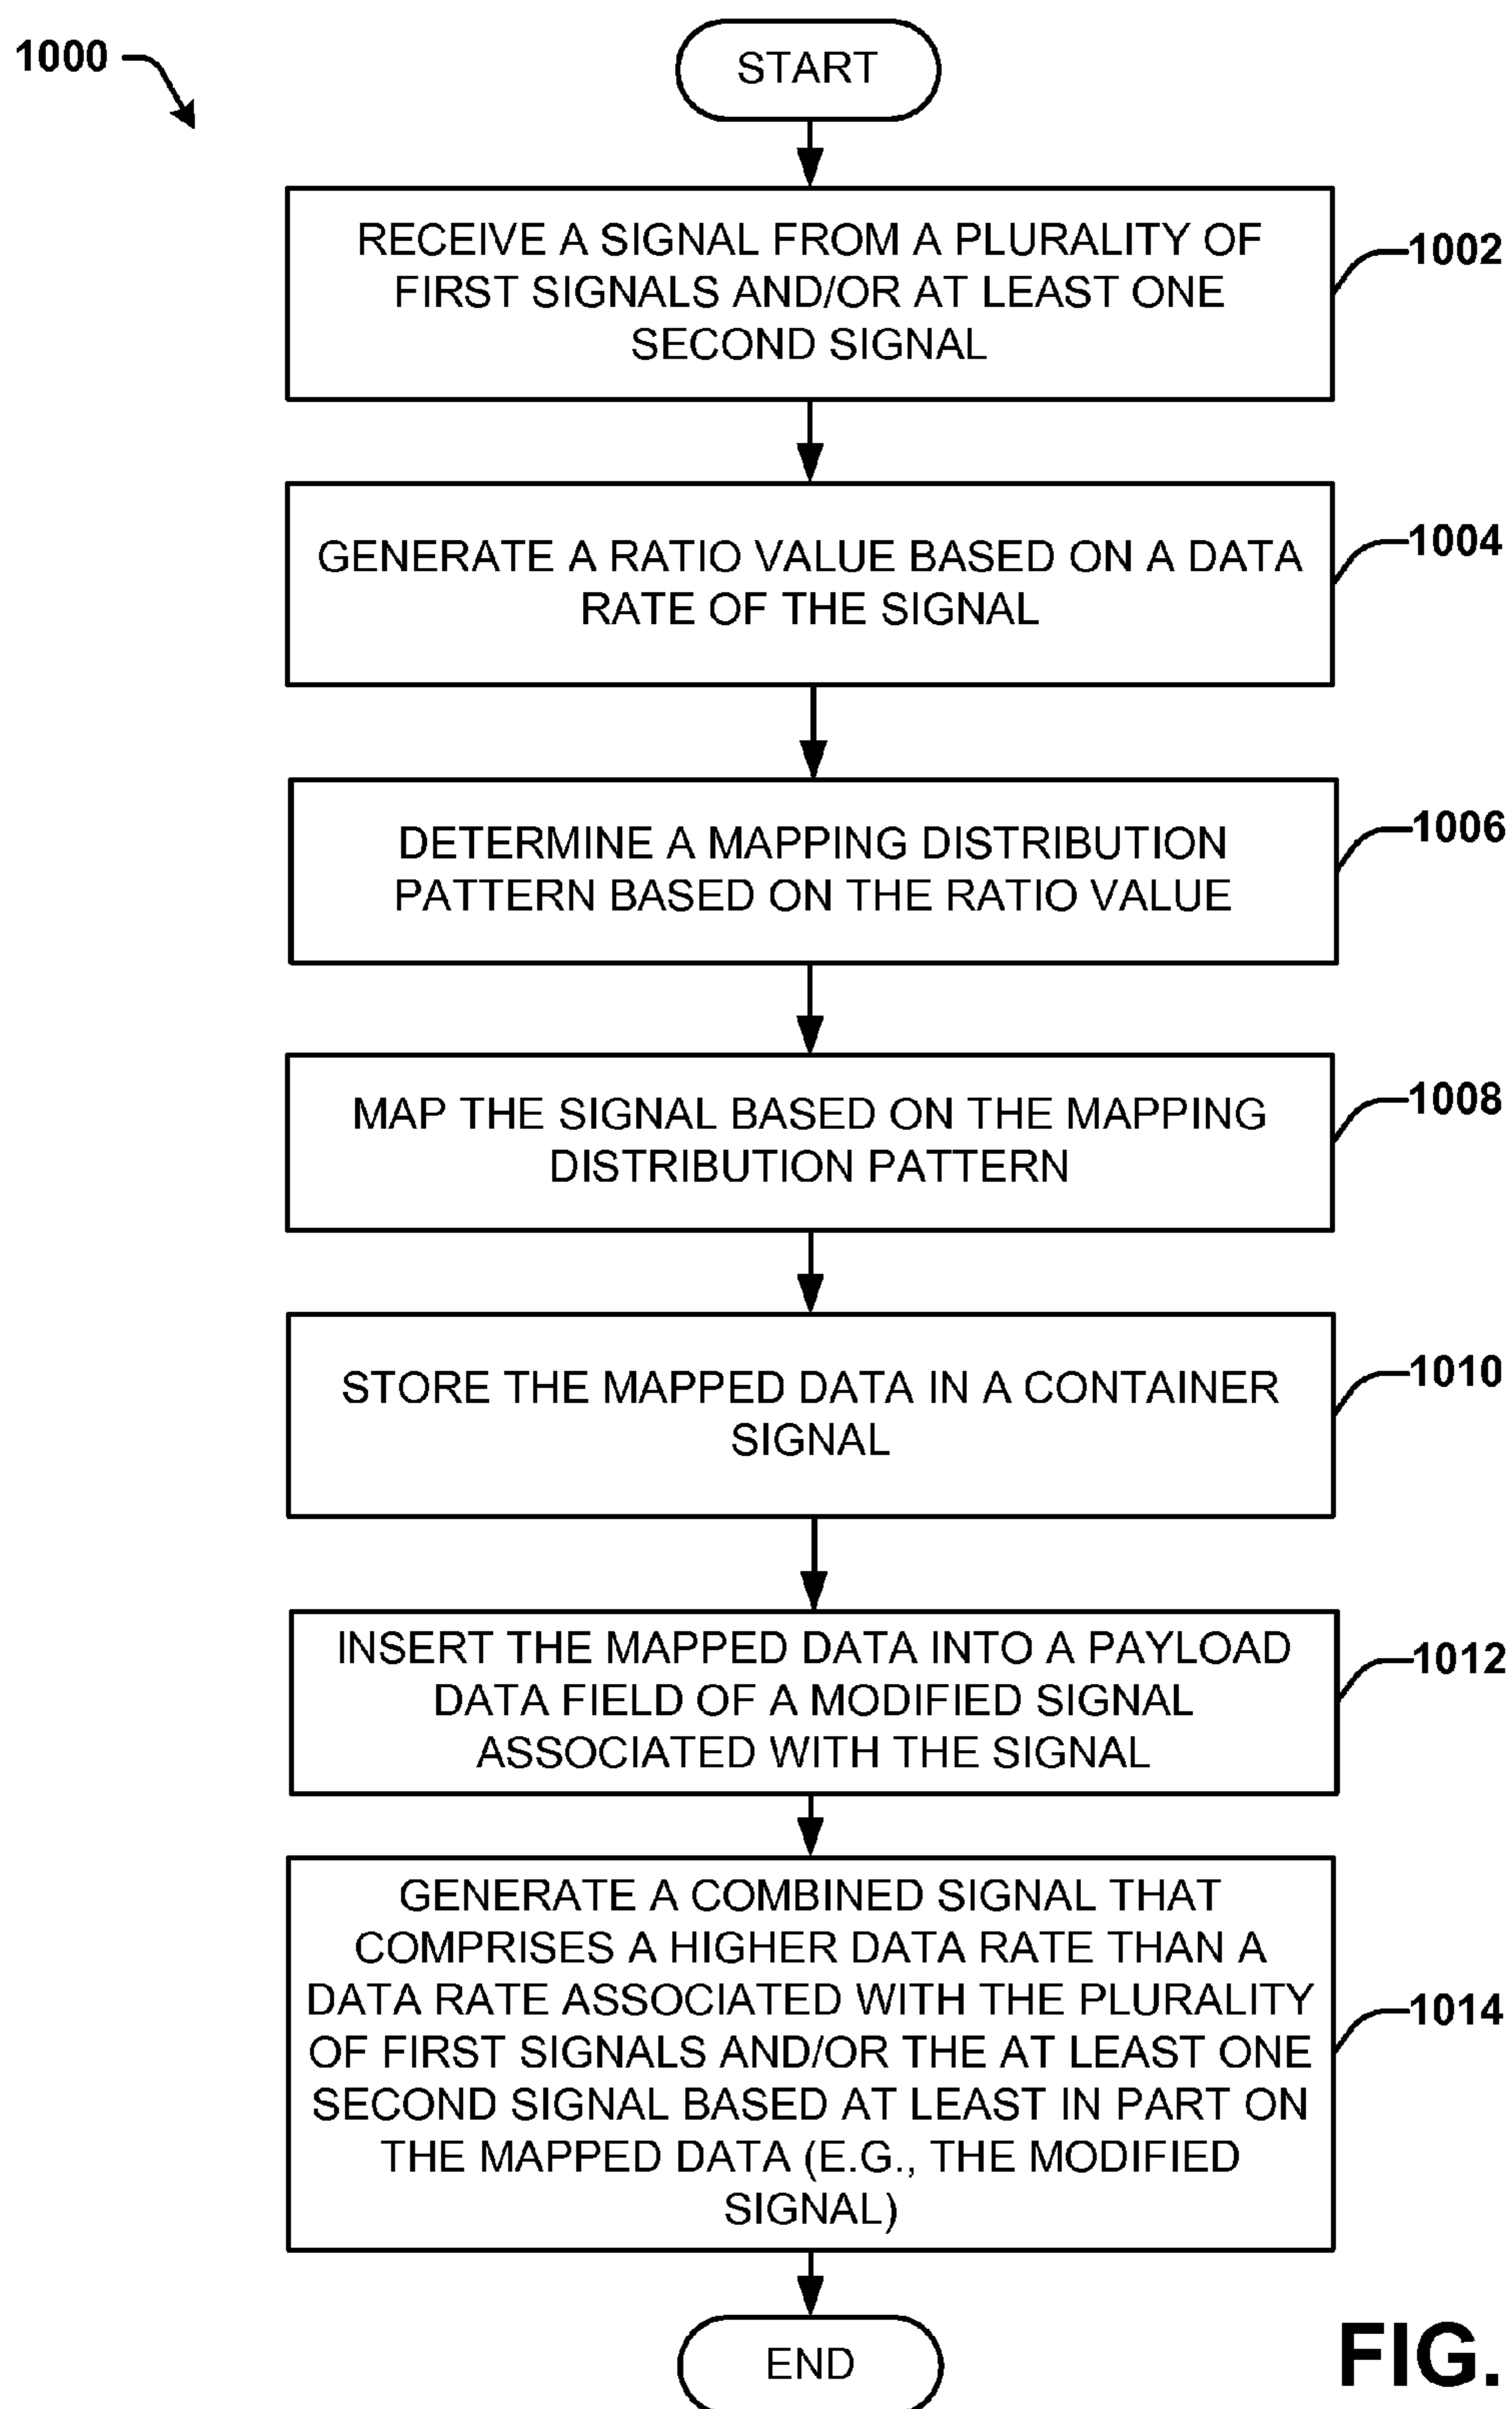 1000
START
RECEIVE A SIGNAL FROM A PLURALITY OF
FIRST SIGNALS AND/OR AT LEAST ONE
SECOND SIGNAL
1002
GENERATE A RATIO VALUE BASED ON A DATA
RATE OF THE SIGNAL
1004
DETERMINE A MAPPING DISTRIBUTION
PATTERN BASED ON THE RATIO VALUE
1006
MAP THE SIGNAL BASED ON THE MAPPING
DISTRIBUTION PATTERN
1008
STORE THE MAPPED DATA IN A CONTAINER
SIGNAL
1010
INSERT THE MAPPED DATA INTO A PAYLOAD
DATA FIELD OF A MODIFIED SIGNAL
ASSOCIATED WITH THE SIGNAL
1012
GENERATE A COMBINED SIGNAL THAT
COMPRISES A HIGHER DATA RATE THAN A
DATA RATE ASSOCIATED WITH THE PLURALITY
OF FIRST SIGNALS AND/OR THE AT LEAST ONE
SECOND SIGNAL BASED AT LEAST IN PART ON
THE MAPPED DATA (E.G., THE MODIFIED
SIGNAL)
1014
END
FIG.